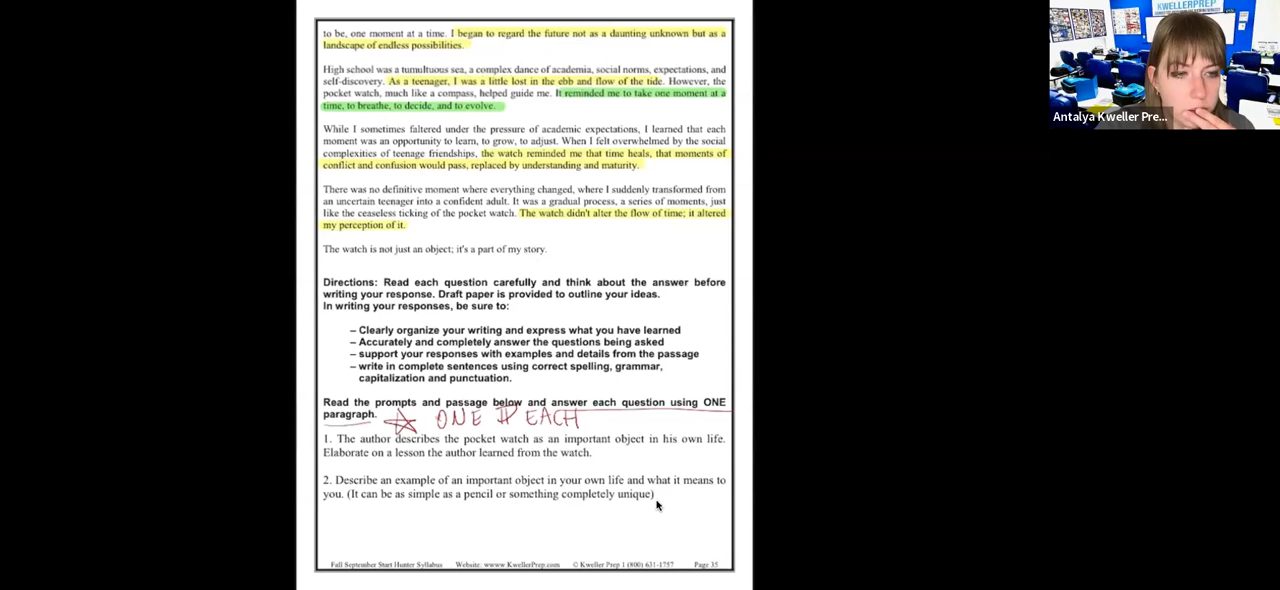 to be, one moment at a time. I began to regard the future not as a daunting unknown but as a
landscape of endless possibilities.
High school was a tumultuous sea, a complex dance of academia, social norms, expectations, and
self-discovery. As a teenager, I was a little lost in the ebb and flow of the tide. However, the
pocket watch, much like a compass, helped guide me. It reminded me to take one moment at a
time, to breathe, to decide, and to evolve.
While I sometimes faltered under the pressure of academic expectations, I learned that each
moment was an opportunity to learn, to grow, to adjust. When I felt overwhelmed by the social
complexities of teenage friendships, the watch reminded me that time heals, that moments of
conflict and confusion would pass, replaced by understanding and maturity.
There was no definitive moment where everything changed, where I suddenly transformed from
an uncertain teenager into a confident adult. It was a gradual process, a series of moments, just
like the ceaseless ticking of the pocket watch. The watch didn't alter the flow of time; it altered
my perception of it.
The watch is not just an object; it's a part of my story.
Directions: Read each question carefully and think about the answer before
writing your response. Draft paper is provided to outline your ideas.
In writing your responses, be sure to:
– Clearly organize your writing and express what you have learned
– Accurately and completely answer the questions being asked
– support your responses with examples and details from the passage
– write in complete sentences using correct spelling, grammar,
capitalization and punctuation.
Read the prompts and passage below and answer each question using ONE
paragraph. ONE ¶ EACH
1. The author describes the pocket watch as an important object in his own life.
Elaborate on a lesson the author learned from the watch.
2. Describe an example of an important object in your own life and what it means to
you. (It can be as simple as a pencil or something completely unique)
Fall September Start Hunter Syllabus Website. www.KwellerPrep.com © Kweller Prep 1 (800) 631-1757 Page 35
KWELLERPREP
Antalya Kweller Pre...